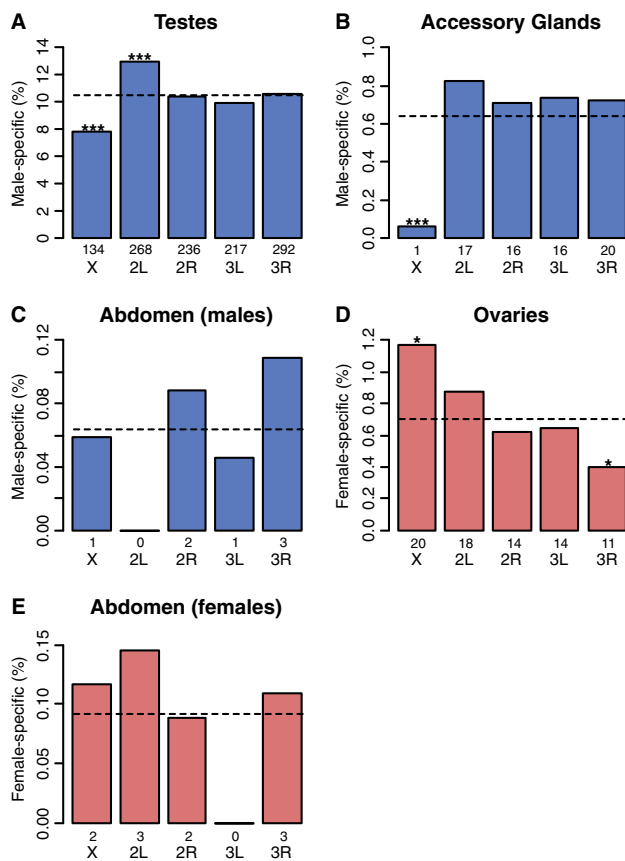 A Testes
Male-specific (%)
0 2 4 6 8 10 12 14
*** ***
134 268 236 217 292
X 2L 2R 3L 3R
B Accessory Glands
Male-specific (%)
0.0 0.2 0.4 0.6 0.8 1.0
***
1 17 16 16 20
X 2L 2R 3L 3R
C Abdomen (males)
Male-specific (%)
0.00 0.04 0.08 0.12
1 0 2 1 3
X 2L 2R 3L 3R
D Ovaries
Female-specific (%)
0.0 0.2 0.4 0.6 0.8 1.0 1.2
* *
20 18 14 14 11
X 2L 2R 3L 3R
E Abdomen (females)
Female-specific (%)
0.00 0.05 0.10 0.15
2 3 2 0 3
X 2L 2R 3L 3R